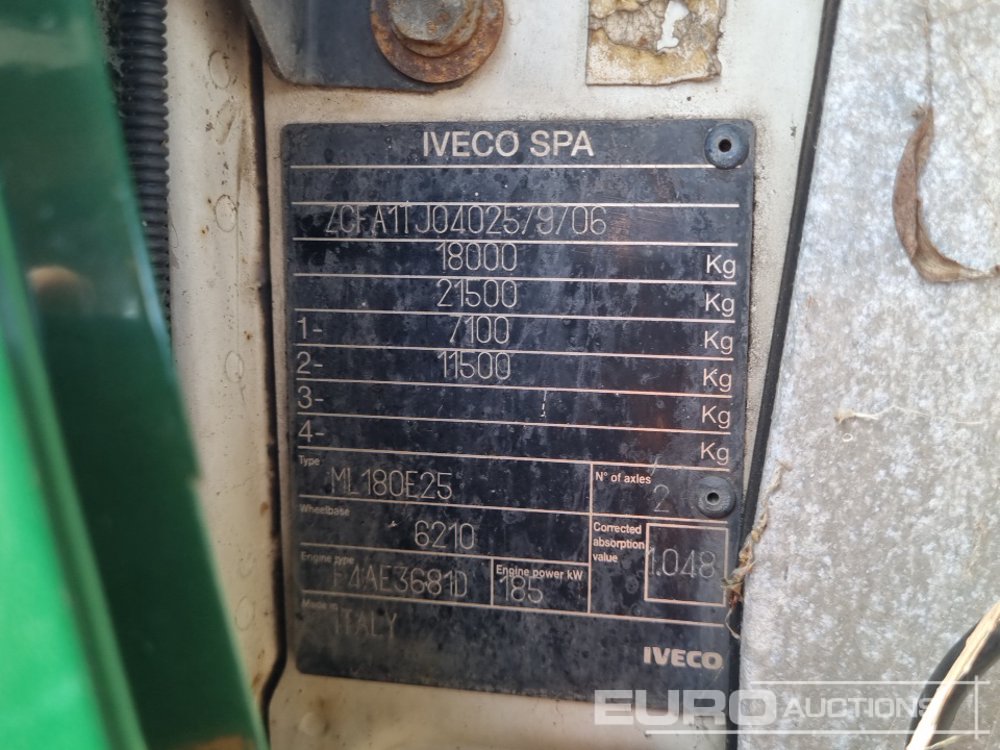 IVECO SPA
ZCFA1TJ0402579706
18000 Kg
21500 Kg
1- 7100 Kg
2- 11500 Kg
3- Kg
4- Kg
Type ML180E25
N° of axles 2
Wheelbase 6210
Corrected absorption value 1.048
Engine type F4AE3681D
Engine power kW 185
Made in ITALY
IVECO
EURO AUCTIONS